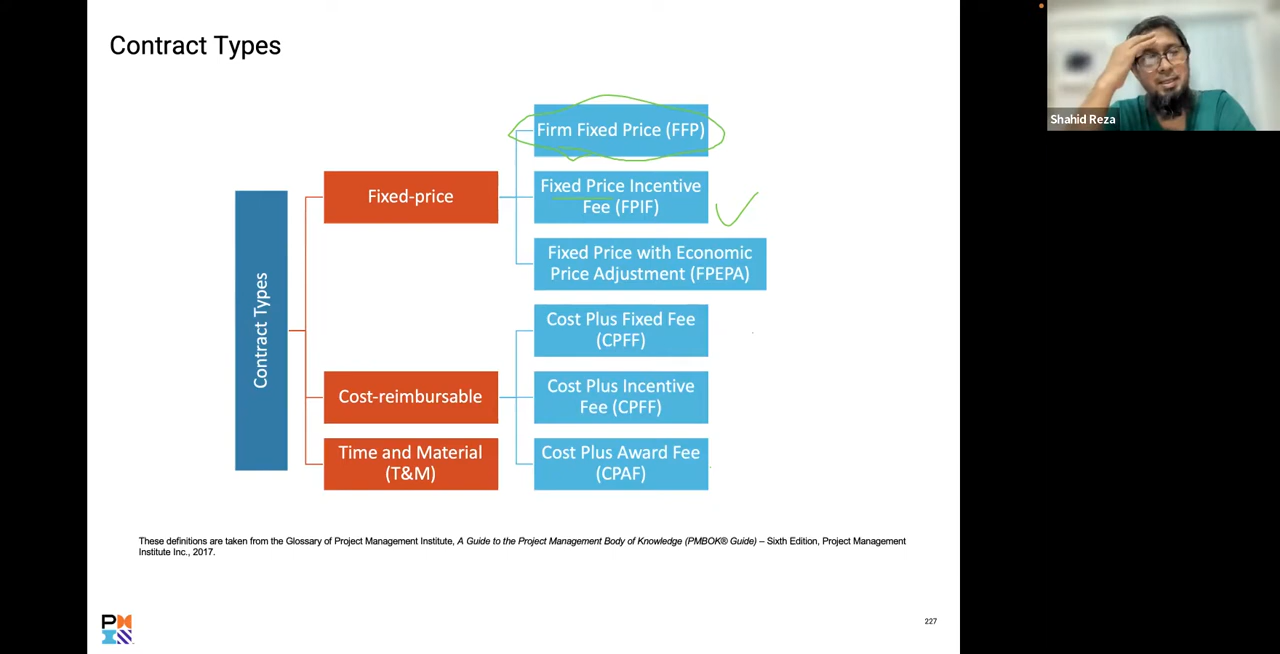 Contract Types
Shahid Reza
Firm Fixed Price (FFP)
Fixed-price
Fixed Price Incentive
Fee (FPIF)
Fixed Price with Economic
Price Adjustment (FPEPA)
Contract Types
Cost Plus Fixed Fee
(CPFF)
Cost-reimbursable
Cost Plus Incentive
Fee (CPFF)
Time and Material
(T&M)
Cost Plus Award Fee
(CPAF)
These definitions are taken from the Glossary of Project Management Institute, A Guide to the Project Management Body of Knowledge (PMBOK® Guide) – Sixth Edition, Project Management
Institute Inc., 2017.
227